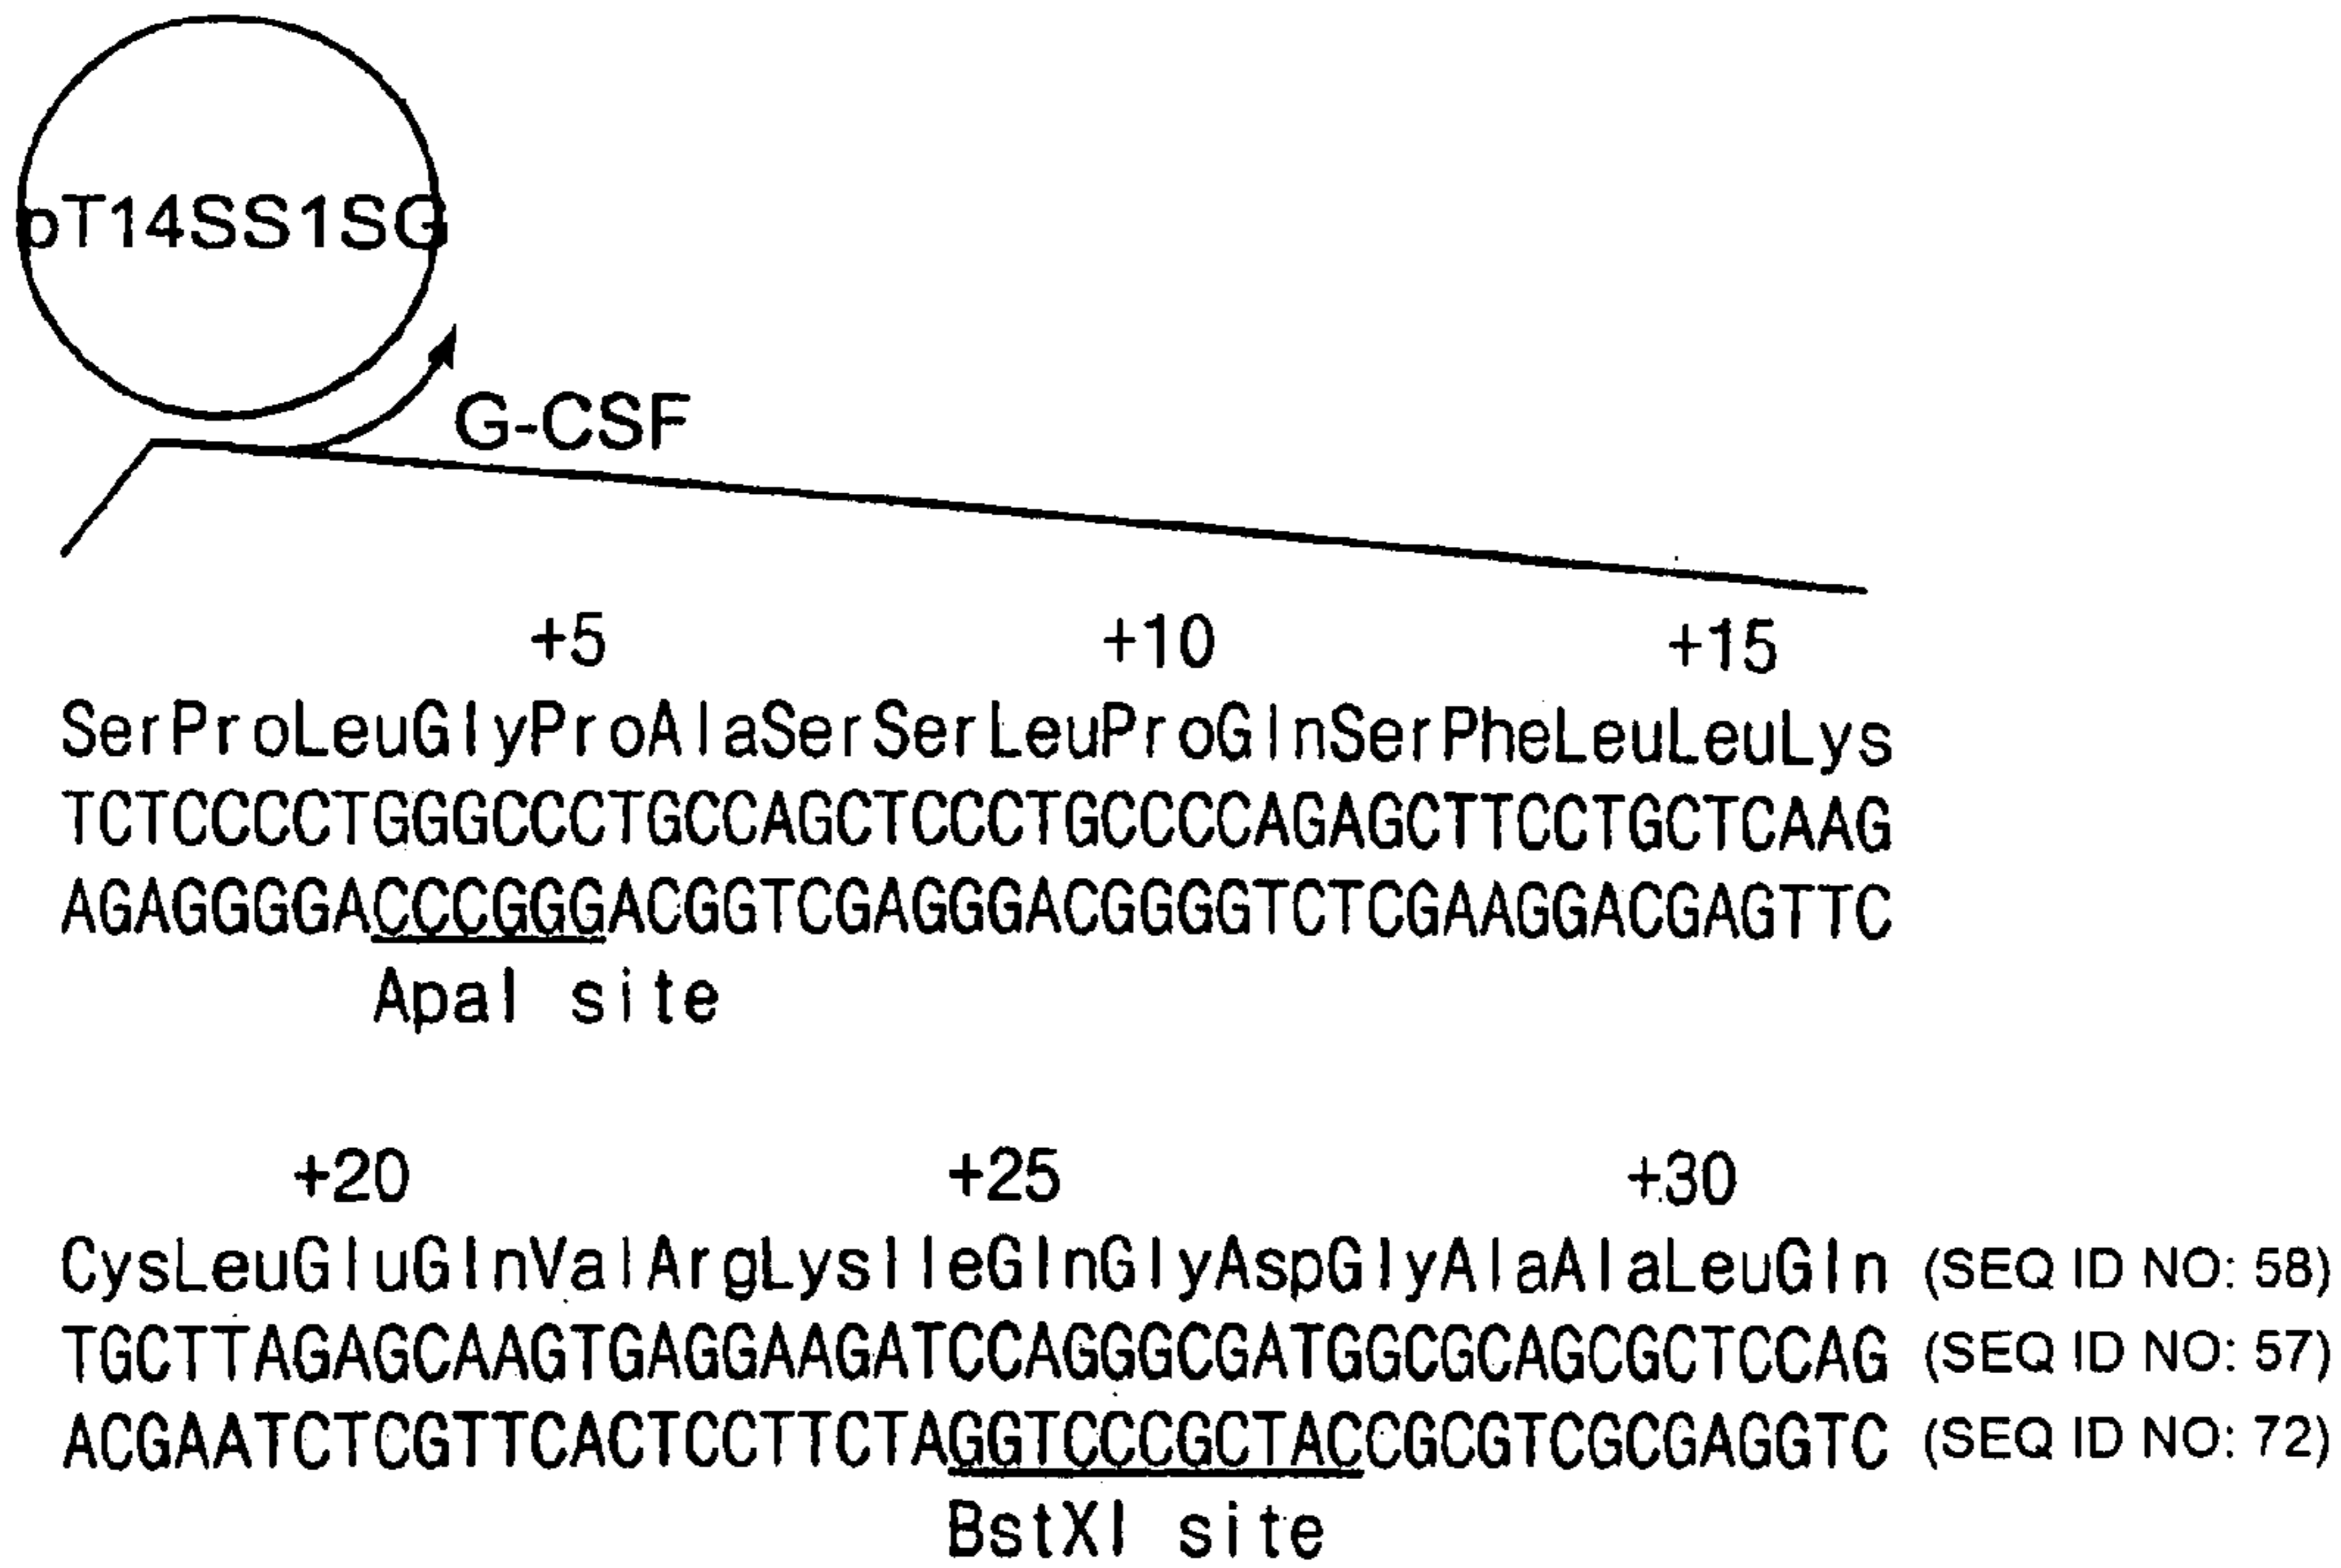 pT14SS1SG
G-CSF
+5 +10 +15
SerProLeuGlyProAlaSerSerLeuProGlnSerPheLeuLeuLys
TCTCCCCTGGGCCCTGCCAGCTCCCTGCCCCAGAGCTTCCTGCTCAAG
AGAGGGGACCCGGGACGGTCGAGGGACGGGGTCTCGAAGGACGAGTTC
ApaI site
+20 +25 +30
CysLeuGluGlnValArgLysIleGlnGlyAspGlyAlaAlaLeuGln (SEQ ID NO: 58)
TGCTTAGAGCAAGTGAGGAAGATCCAGGGCGATGGCGCAGCGCTCCAG (SEQ ID NO: 57)
ACGAATCTCGTTCACTCCTTCTAGGTCCCGCTACCGCGTCGCGAGGTC (SEQ ID NO: 72)
BstXI site